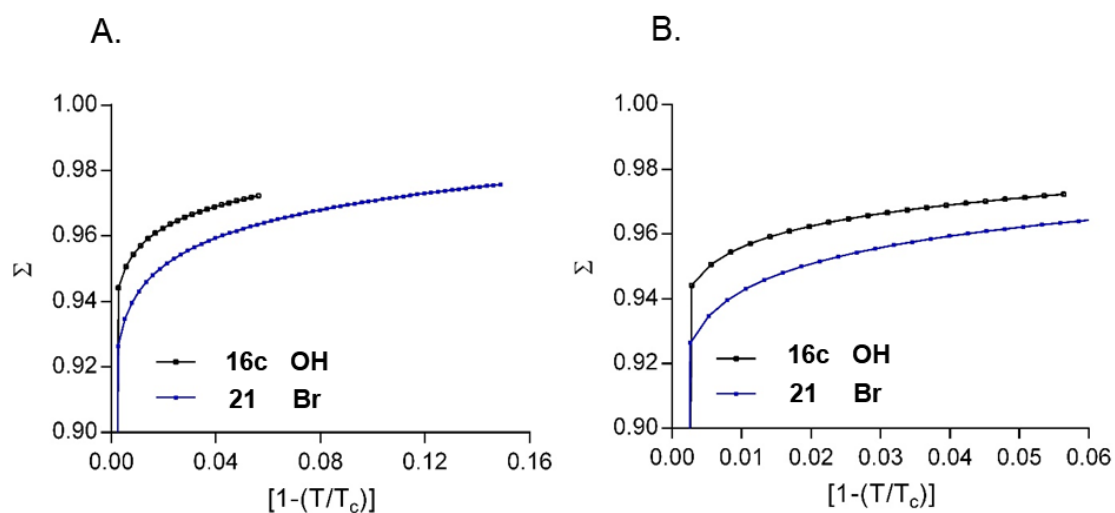 A.
1.00
0.98
0.96
0.94
0.92
0.90
Σ
16c OH
21 Br
0.00 0.04 0.08 0.12 0.16
[1-(T/Tc)]
B.
1.00
0.98
0.96
0.94
0.92
0.90
Σ
16c OH
21 Br
0.00 0.01 0.02 0.03 0.04 0.05 0.06
[1-(T/Tc)]